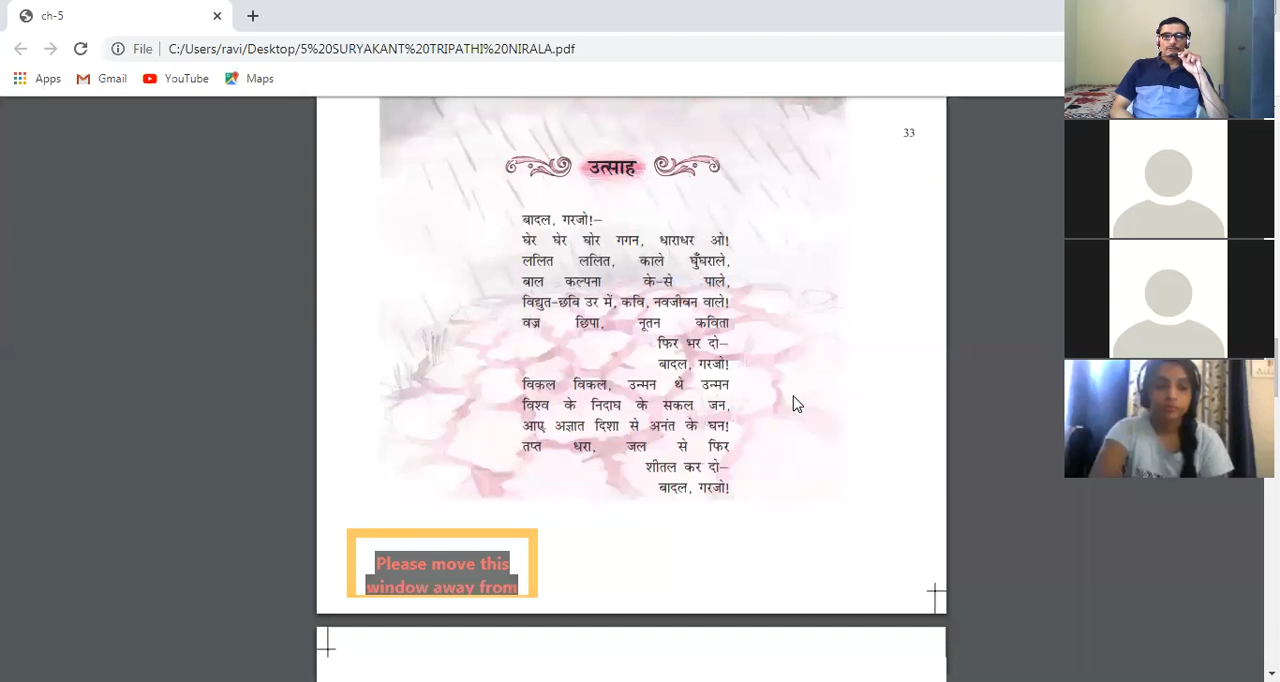 ch-5
File
C:/Users/ravi/Desktop/5%20SURYAKANT%20TRIPATHI%20NIRALA.pdf
Apps Gmail YouTube Maps
33
उत्साह
बादल, गरजो!–
घेर घेर घोर गगन, धाराधर ओ!
ललित ललित, काले घुँघराले,
बाल कल्पना के-से पाले,
विद्युत-छबि उर में, कवि, नवजीवन वाले!
वज्र छिपा, नूतन कविता
फिर भर दो–
बादल, गरजो!
विकल विकल, उन्मन थे उन्मन
विश्व के निदाघ के सकल जन,
आए अज्ञात दिशा से अनंत के घन!
तप्त धरा, जल से फिर
शीतल कर दो–
बादल, गरजो!
Please move this
window away from